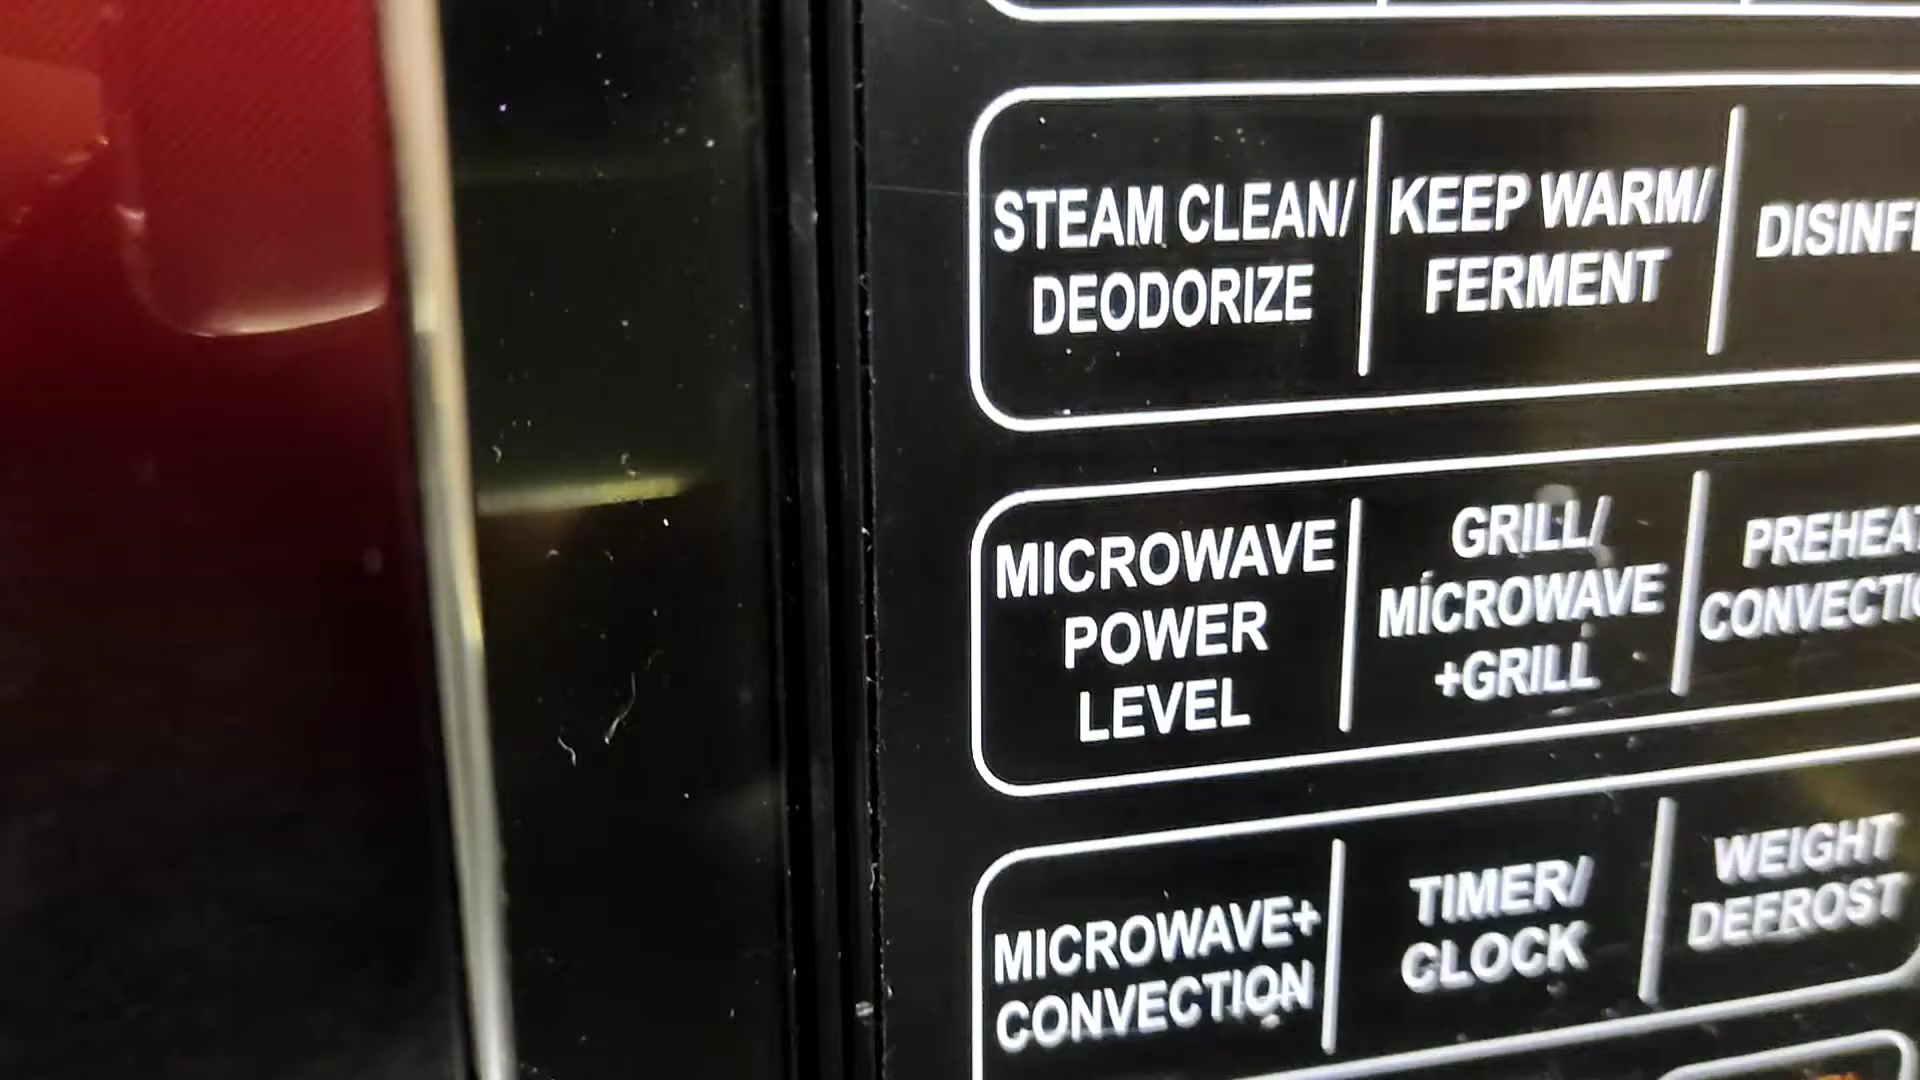 STEAM CLEAN/
DEODORIZE
KEEP WARM/
FERMENT
MICROWAVE
POWER
LEVEL
GRILL/
MICROWAVE
+GRILL
MICROWAVE+
CONVECTION
TIMER/
CLOCK
WEIGHT
DEFROST